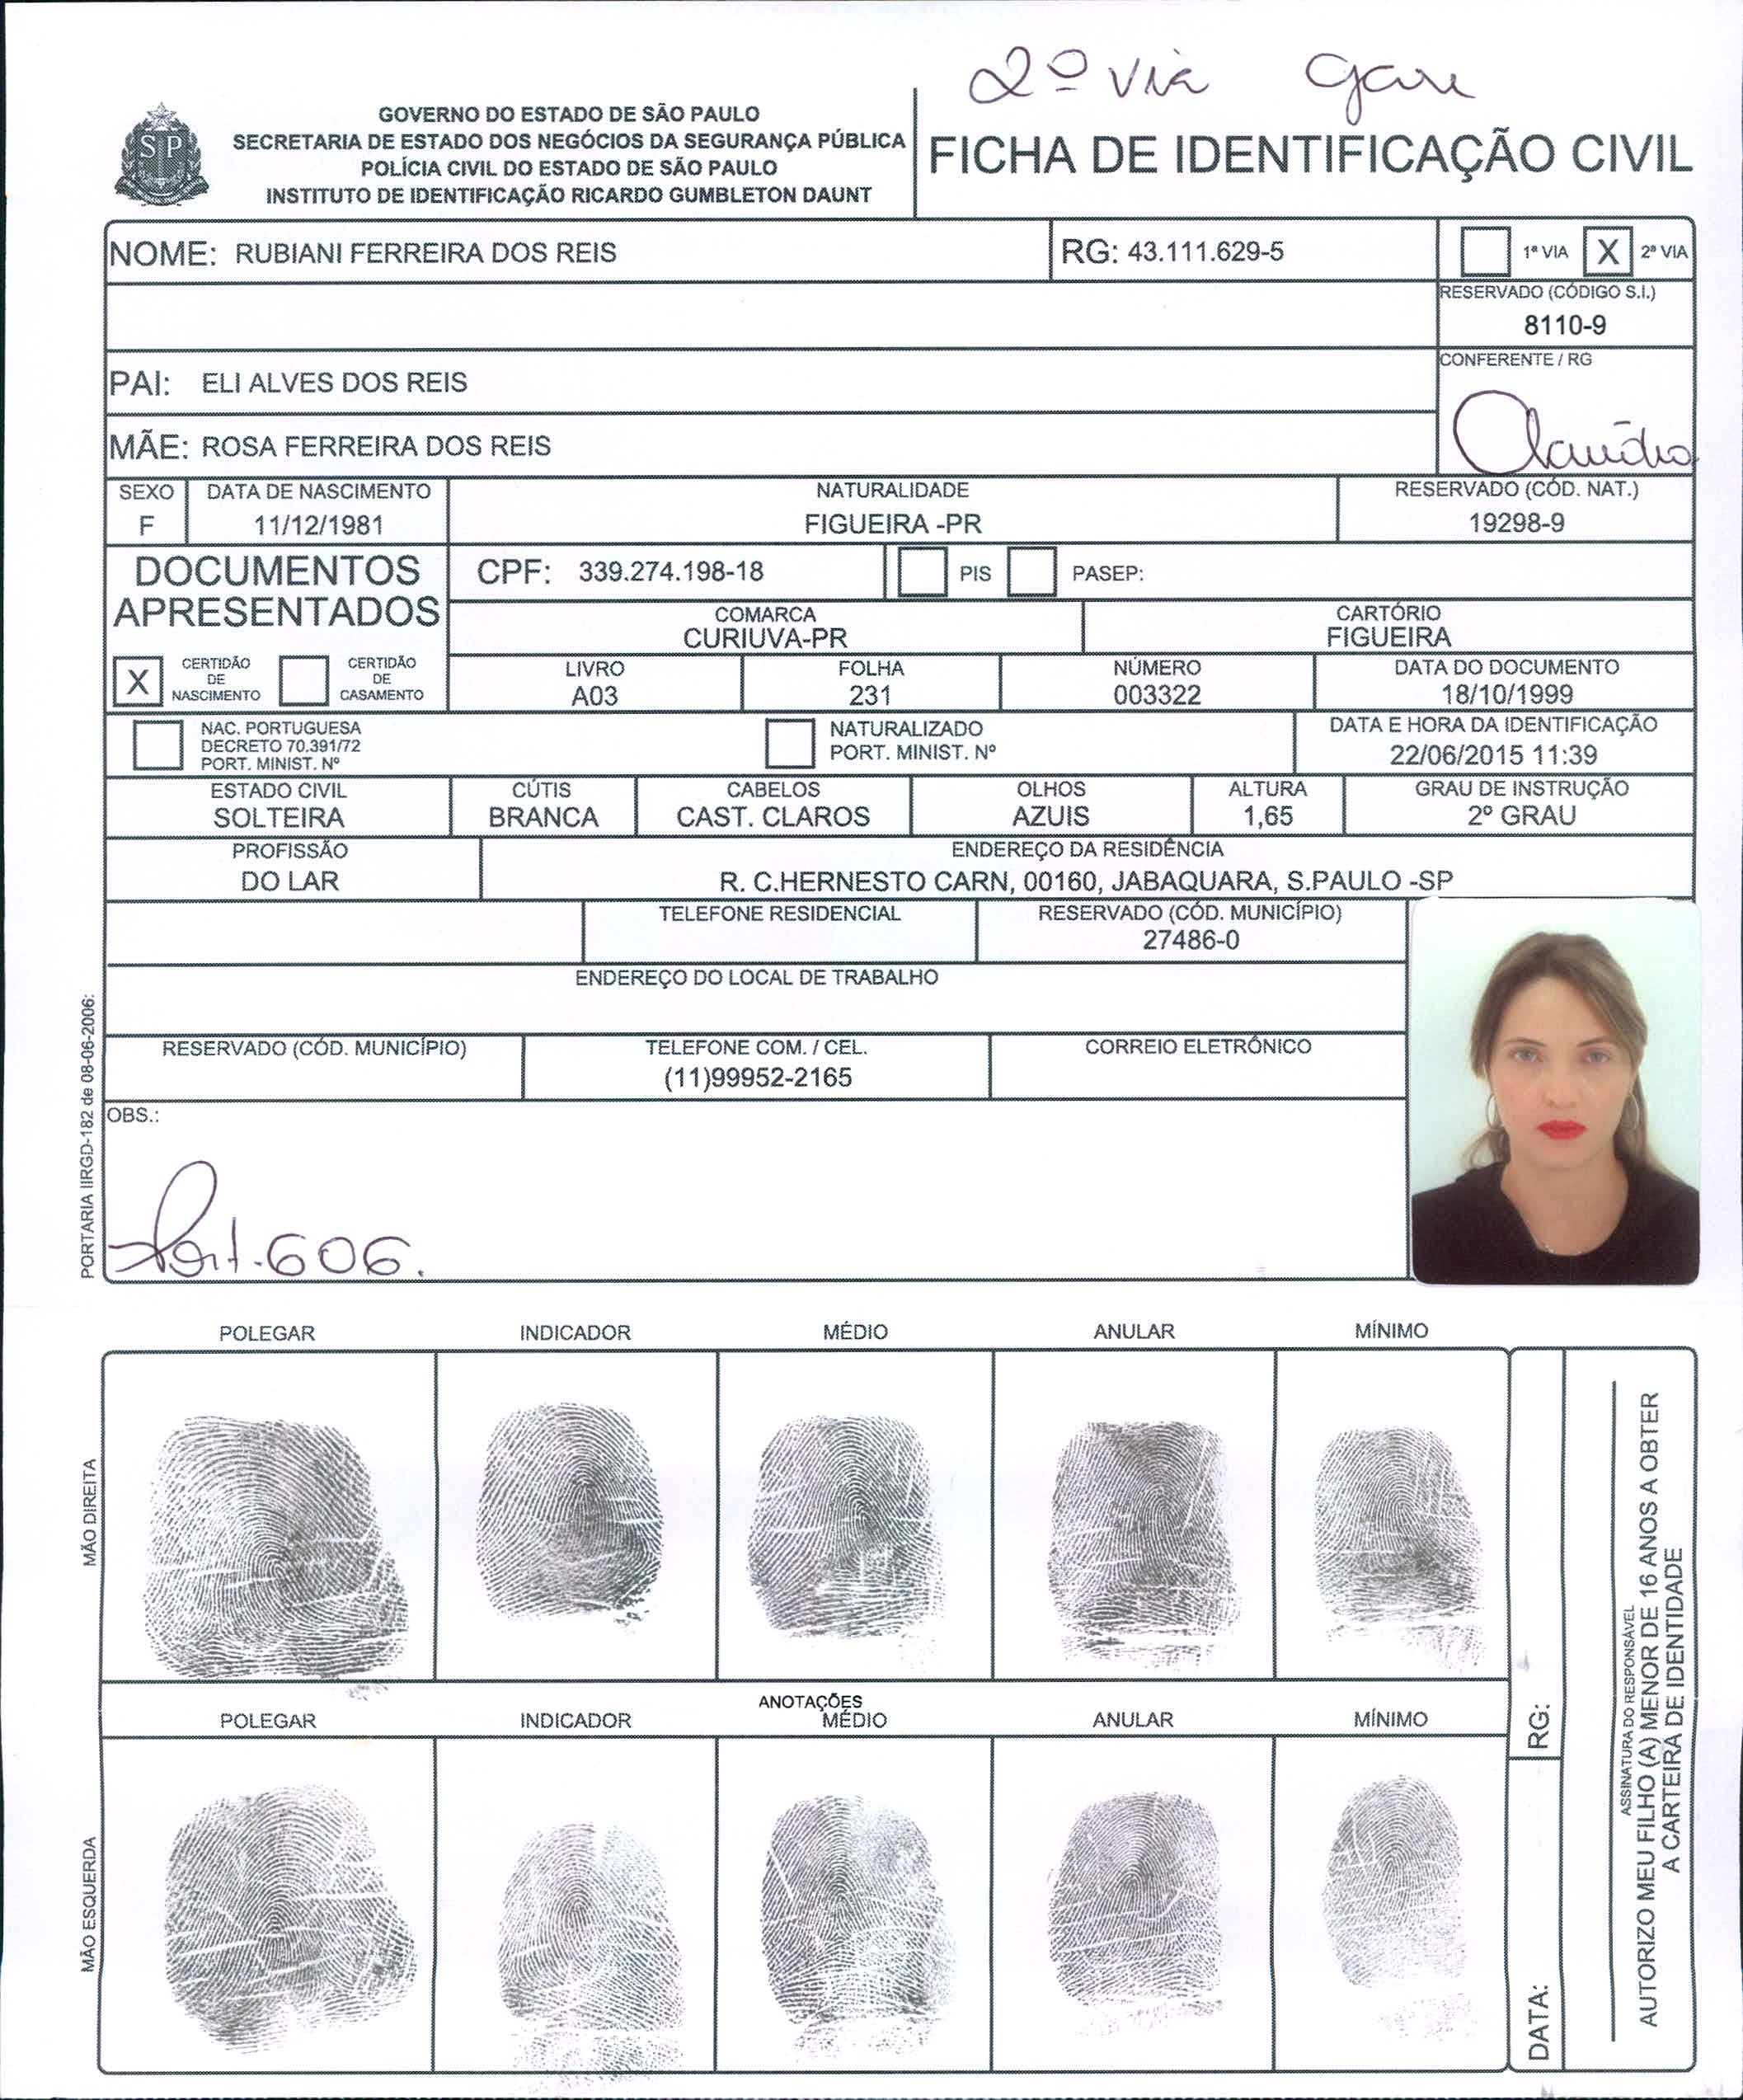 2º via gare
GOVERNO DO ESTADO DE SÃO PAULO
SECRETARIA DE ESTADO DOS NEGÓCIOS DA SEGURANÇA PÚBLICA
POLÍCIA CIVIL DO ESTADO DE SÃO PAULO
INSTITUTO DE IDENTIFICAÇÃO RICARDO GUMBLETON DAUNT
SP
FICHA DE IDENTIFICAÇÃO CIVIL
NOME: RUBIANI FERREIRA DOS REIS
RG: 43.111.629-5
1ª VIA X 2ª VIA
RESERVADO (CÓDIGO S.I.)
8110-9
PAI: ELI ALVES DOS REIS
CONFERENTE / RG
Claudia
MÃE: ROSA FERREIRA DOS REIS
SEXO DATA DE NASCIMENTO NATURALIDADE RESERVADO (CÓD. NAT.)
F 11/12/1981 FIGUEIRA -PR 19298-9
DOCUMENTOS
APRESENTADOS
CPF: 339.274.198-18 PIS PASEP:
COMARCA CARTÓRIO
CURIUVA-PR FIGUEIRA
X CERTIDÃO DE NASCIMENTO CERTIDÃO DE CASAMENTO
LIVRO FOLHA NÚMERO DATA DO DOCUMENTO
A03 231 003322 18/10/1999
NAC. PORTUGUESA
DECRETO 70.391/72
PORT. MINIST. Nº
NATURALIZADO
PORT. MINIST. Nº
DATA E HORA DA IDENTIFICAÇÃO
22/06/2015 11:39
ESTADO CIVIL CÚTIS CABELOS OLHOS ALTURA GRAU DE INSTRUÇÃO
SOLTEIRA BRANCA CAST. CLAROS AZUIS 1,65 2º GRAU
PROFISSÃO ENDEREÇO DA RESIDÊNCIA
DO LAR R. C.HERNESTO CARN, 00160, JABAQUARA, S.PAULO -SP
TELEFONE RESIDENCIAL RESERVADO (CÓD. MUNICÍPIO)
27486-0
ENDEREÇO DO LOCAL DE TRABALHO
RESERVADO (CÓD. MUNICÍPIO) TELEFONE COM. / CEL. CORREIO ELETRÔNICO
(11)99952-2165
OBS.:
Port.606.
PORTARIA IIRGD-182 de 08-06-2006:
POLEGAR INDICADOR MÉDIO ANULAR MÍNIMO
MÃO DIREITA
ANOTAÇÕES
POLEGAR INDICADOR MÉDIO ANULAR MÍNIMO
MÃO ESQUERDA
RG:
DATA:
ASSINATURA DO RESPONSÁVEL
AUTORIZO MEU FILHO (A) MENOR DE 16 ANOS A OBTER
A CARTEIRA DE IDENTIDADE